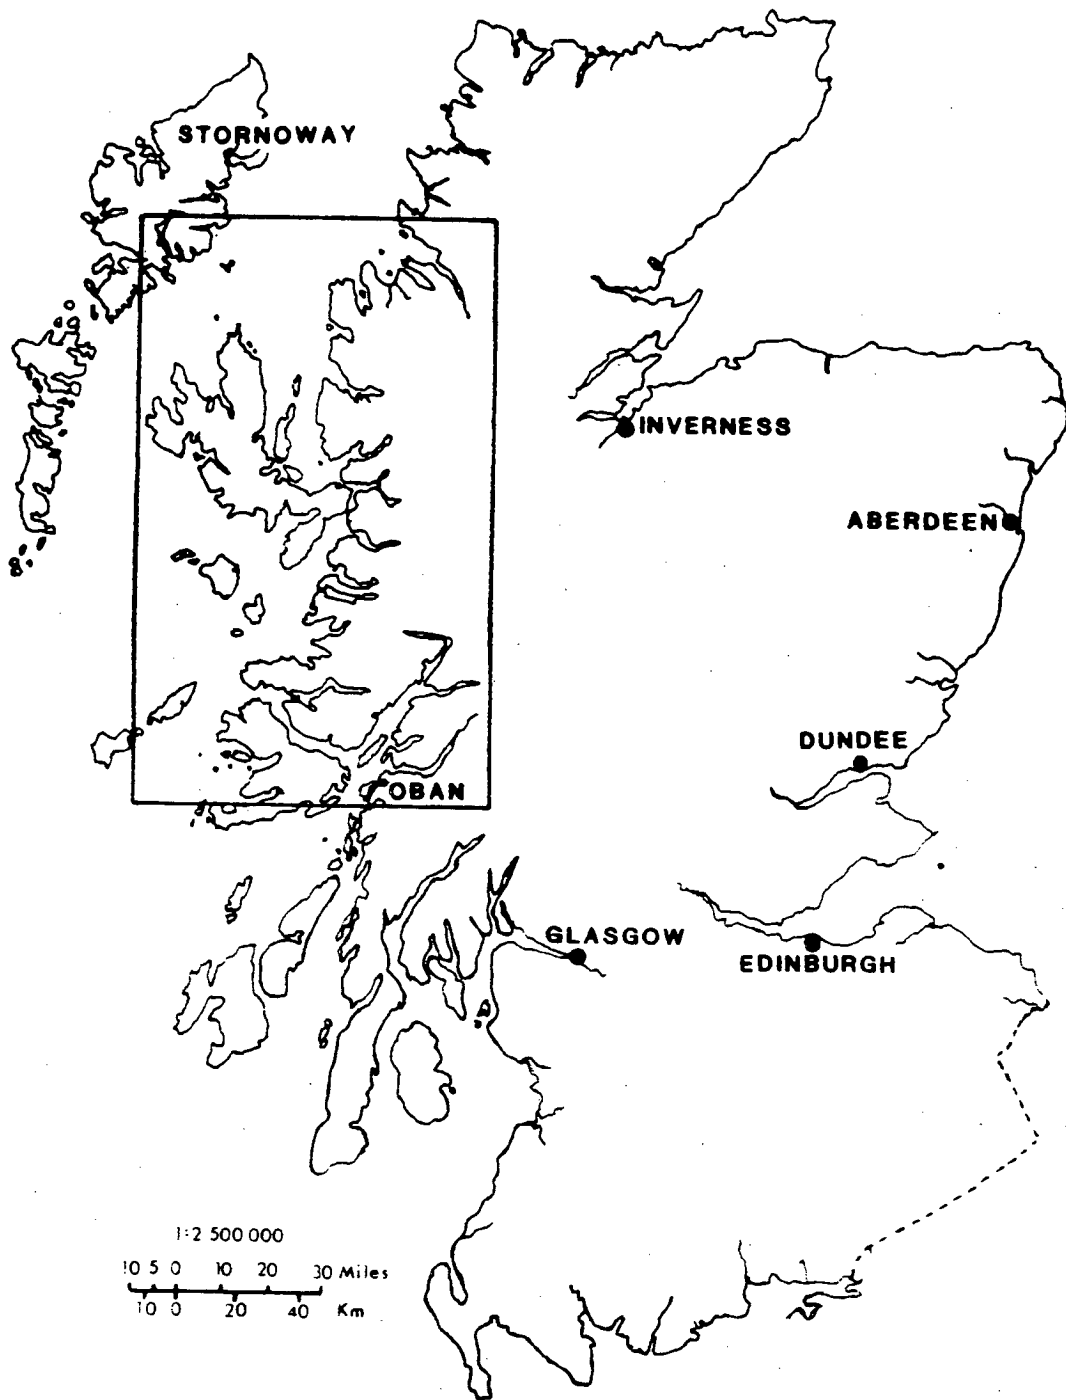 STORNOWAY
INVERNESS
ABERDEEN
DUNDEE
OBAN
GLASGOW
EDINBURGH
1:2 500 000
10 5 0 10 20 30 Miles
10 0 20 40 Km